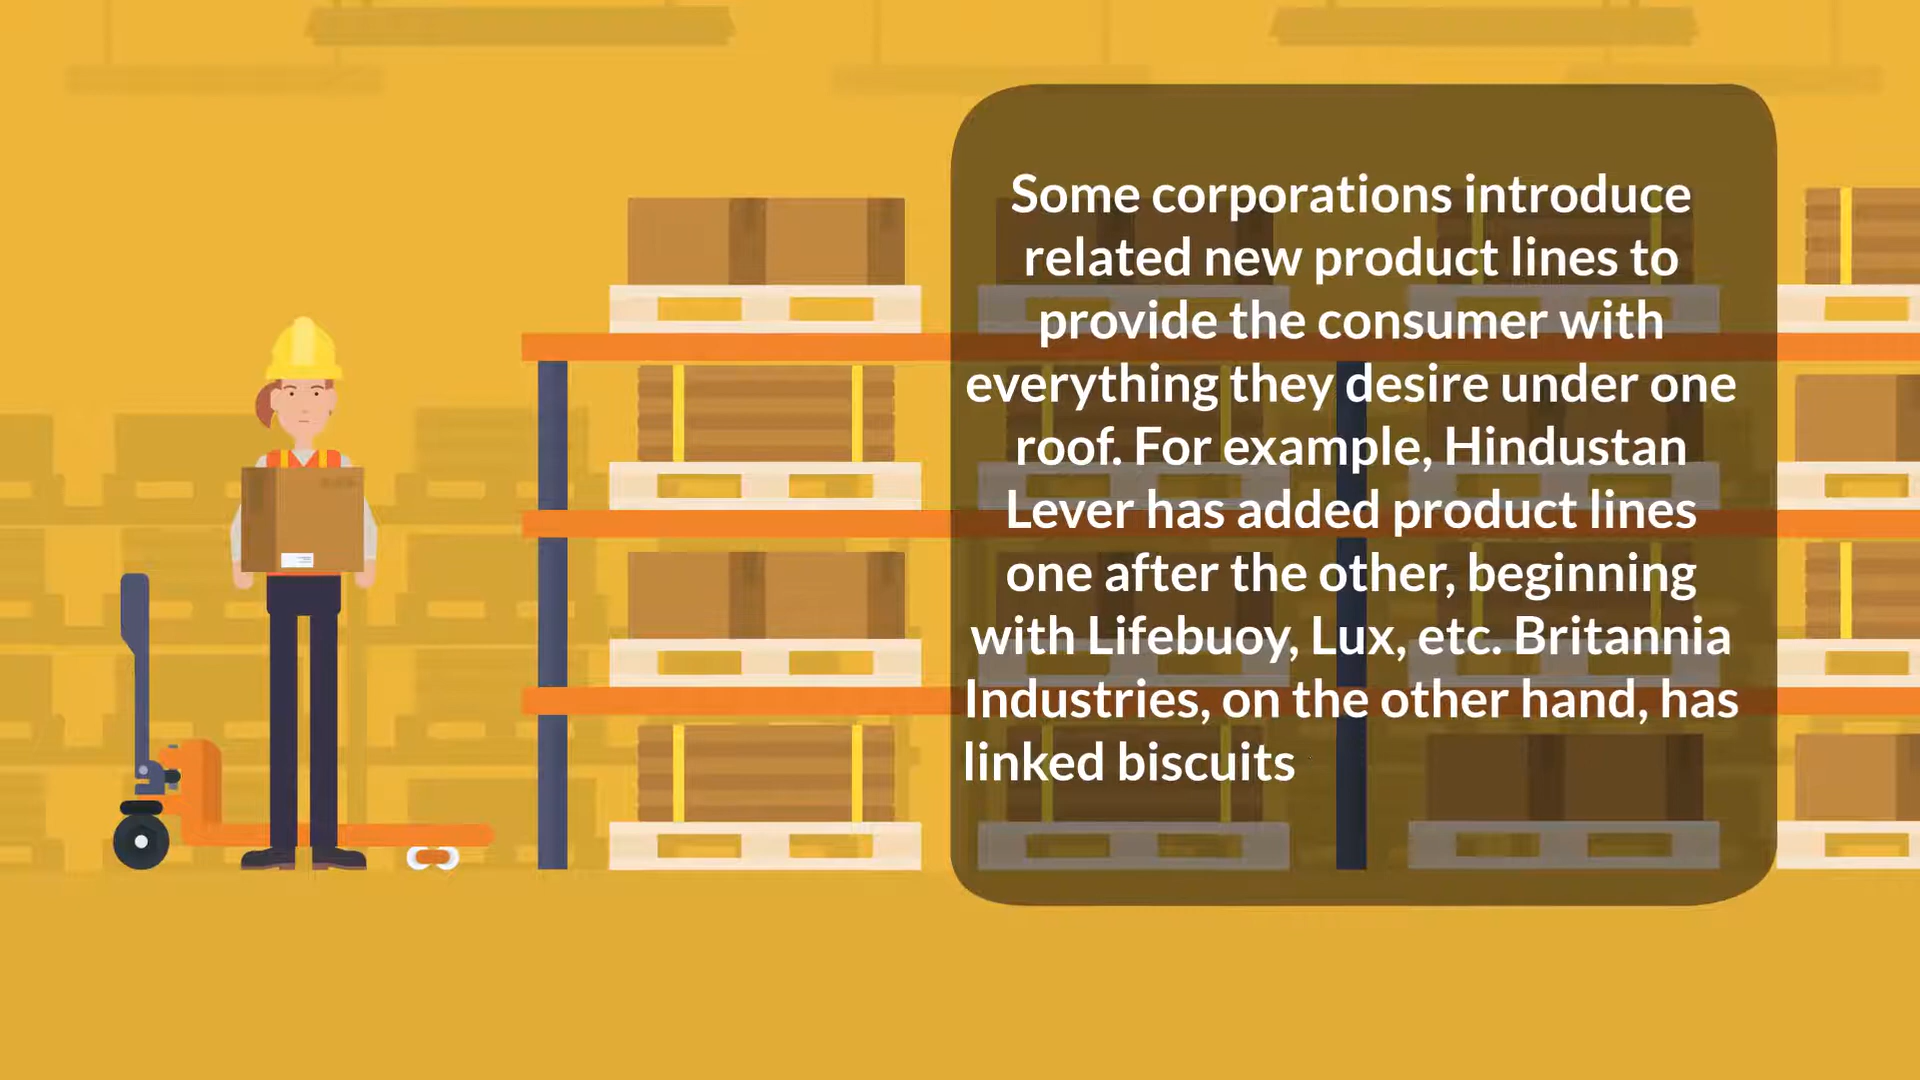 Some corporations introduce
related new product lines to
provide the consumer with
everything they desire under one
roof. For example, Hindustan
Lever has added product lines
one after the other, beginning
with Lifebuoy, Lux, etc. Britannia
Industries, on the other hand, has
linked biscuits